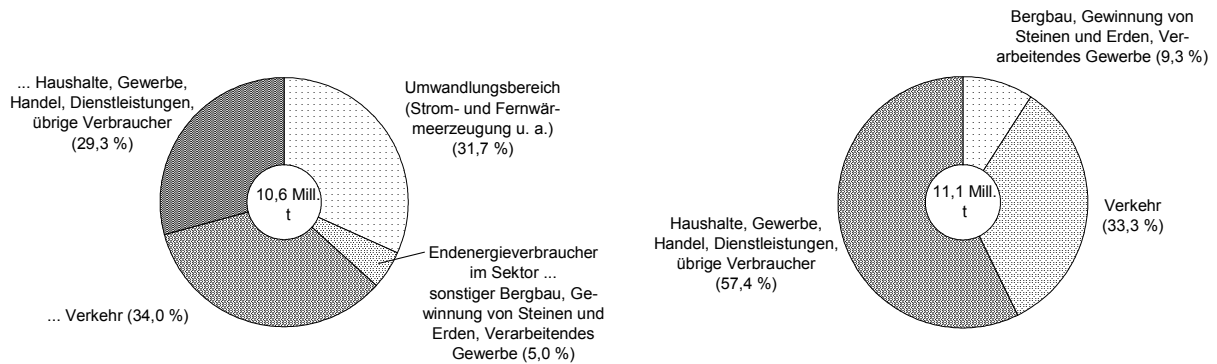 ... Haushalte, Gewerbe,
Handel, Dienstleistungen,
übrige Verbraucher
(29,3 %)
Umwandlungsbereich
(Strom- und Fernwär-
meerzeugung u. a.)
(31,7 %)
10,6 Mill.
t
Endenergieverbraucher
im Sektor ...
sonstiger Bergbau, Ge-
winnung von Steinen und
Erden, Verarbeitendes
Gewerbe (5,0 %)
... Verkehr (34,0 %)
Bergbau, Gewinnung von
Steinen und Erden, Ver-
arbeitendes Gewerbe (9,3 %)
11,1 Mill.
t
Verkehr
(33,3 %)
Haushalte, Gewerbe,
Handel, Dienstleistungen,
übrige Verbraucher
(57,4 %)